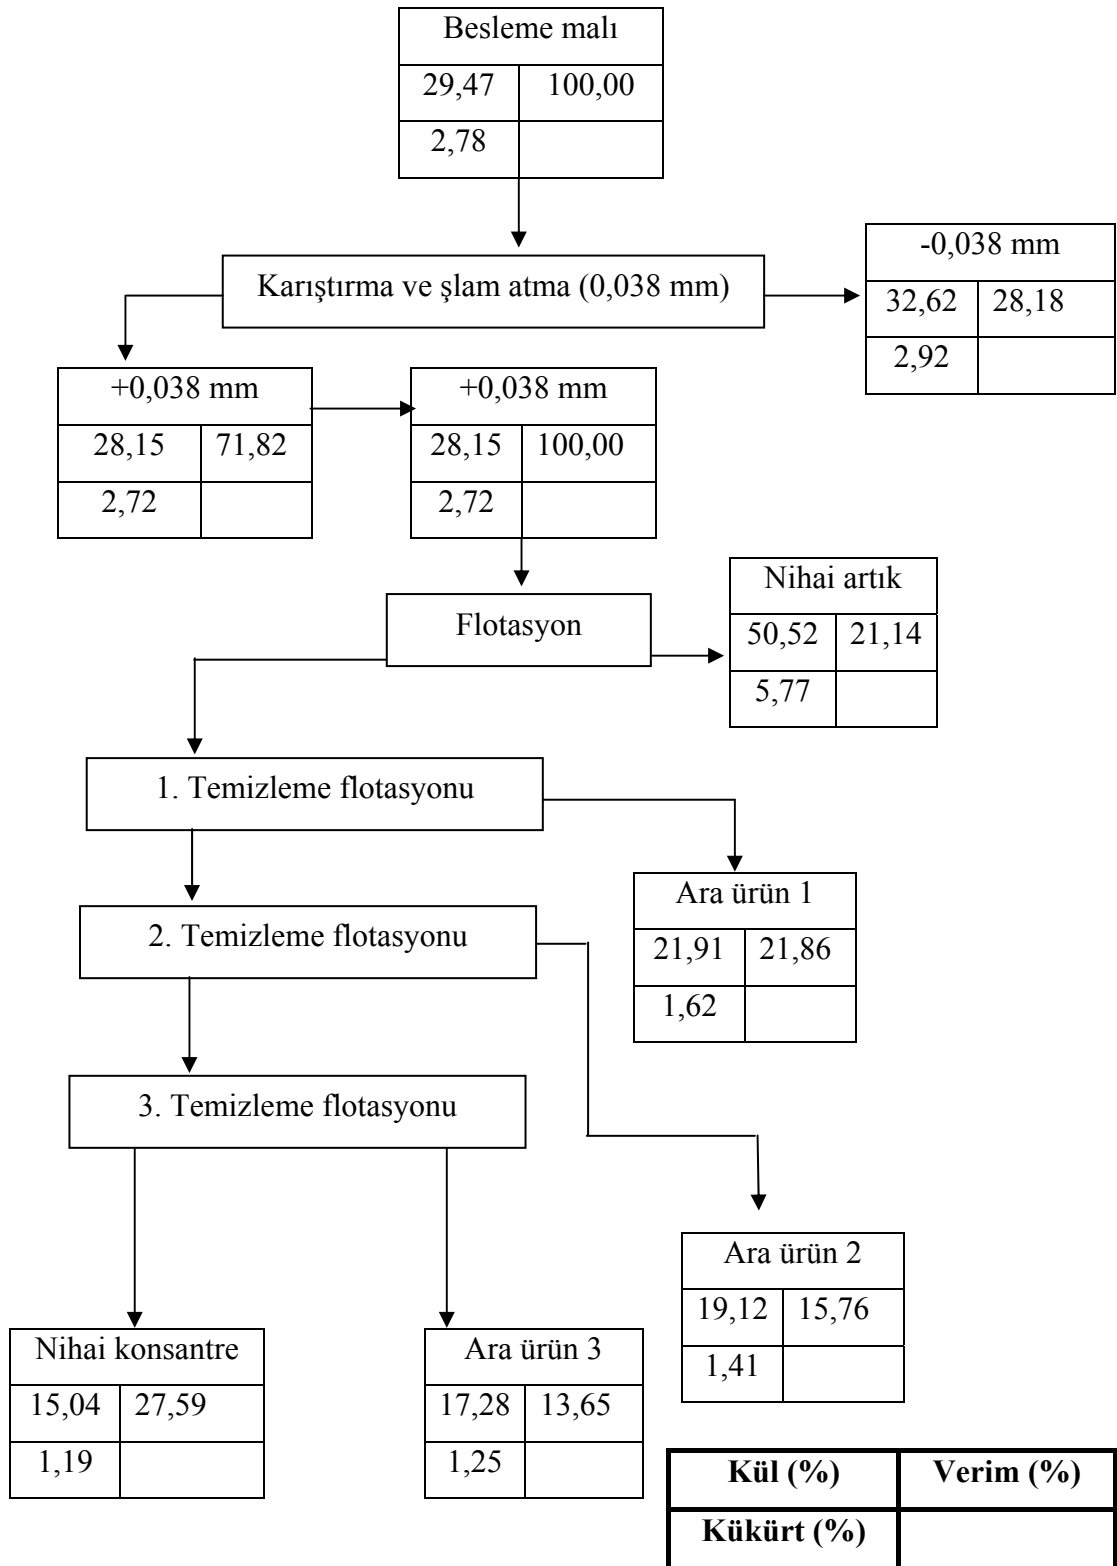 Besleme malı
29,47 100,00
2,78
-0,038 mm
Karıştırma ve şlam atma (0,038 mm)
32,62 28,18
2,92
+0,038 mm
28,15 71,82
2,72
+0,038 mm
28,15 100,00
2,72
Nihai artık
50,52 21,14
5,77
Flotasyon
1. Temizleme flotasyonu
Ara ürün 1
21,91 21,86
1,62
2. Temizleme flotasyonu
3. Temizleme flotasyonu
Ara ürün 2
19,12 15,76
1,41
Nihai konsantre
15,04 27,59
1,19
Ara ürün 3
17,28 13,65
1,25
Kül (%) Verim (%)
Kükürt (%)